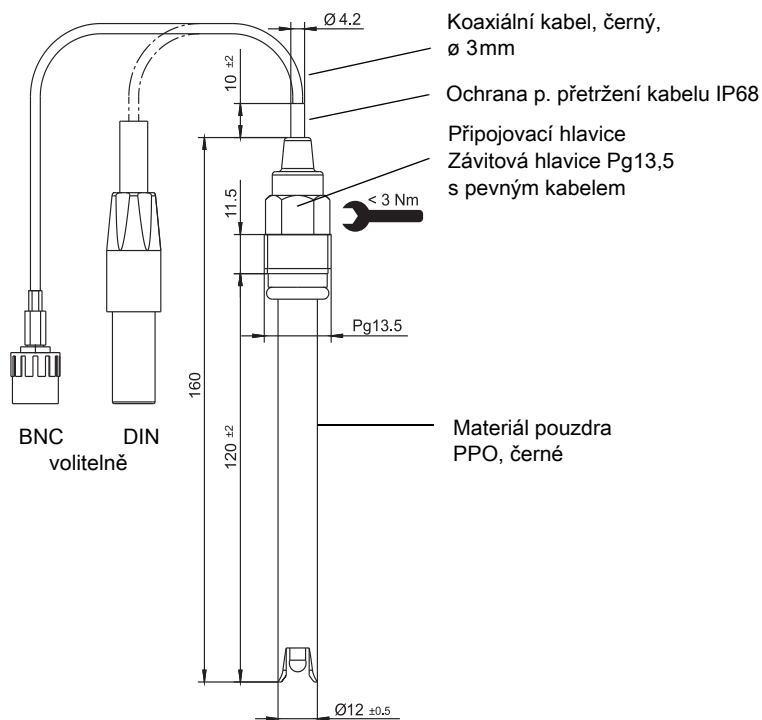 Ø 4.2
Koaxiální kabel, černý,
ø 3mm
10 ±2
Ochrana p. přetržení kabelu IP68
Připojovací hlavice
Závitová hlavice Pg13,5
s pevným kabelem
< 3 Nm
11.5
Pg13.5
160
120 ±2
BNC DIN
volitelně
Materiál pouzdra
PPO, černé
Ø12 ±0.5